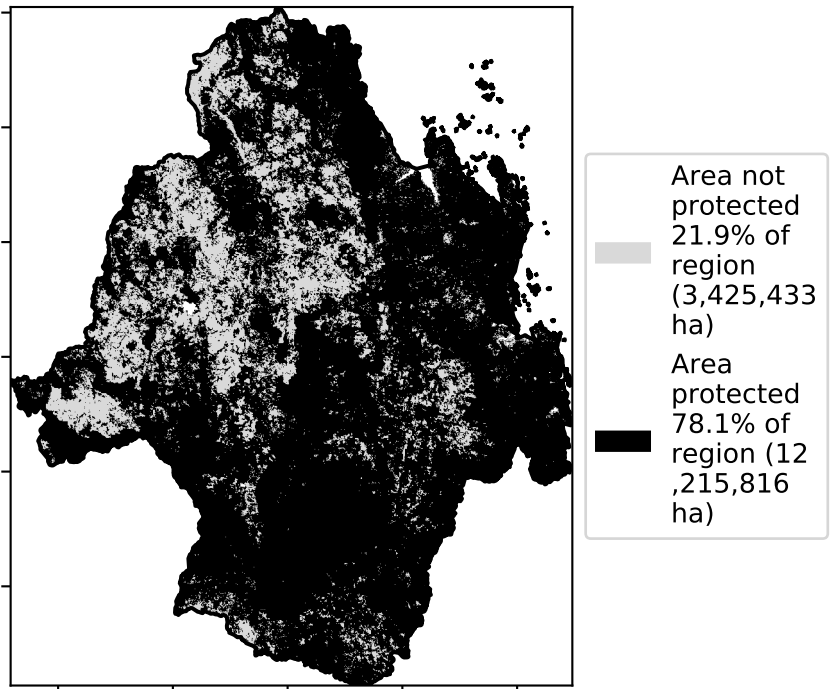 Area not
protected
21.9% of
region
(3,425,433
ha)
Area
protected
78.1% of
region (12
,215,816
ha)